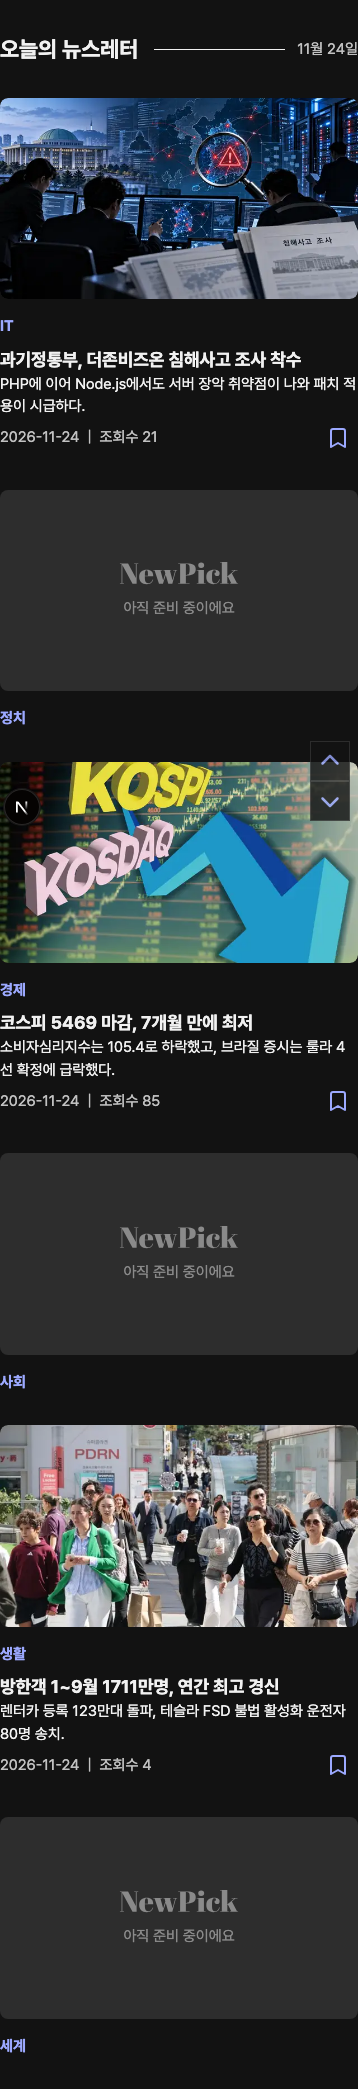 오늘의 뉴스레터
11월 24일
침해사고 조사
IT
과기정통부, 더존비즈온 침해사고 조사 착수
PHP에 이어 Node.js에서도 서버 장악 취약점이 나와 패치 적
용이 시급하다.
2026-11-24 | 조회수 21
NewPick
아직 준비 중이에요
정치
N
KOSPI
KOSDAQ
경제
코스피 5469 마감, 7개월 만에 최저
소비자심리지수는 105.4로 하락했고, 브라질 증시는 룰라 4
선 확정에 급락했다.
2026-11-24 | 조회수 85
NewPick
아직 준비 중이에요
사회
PDRN
생활
방한객 1~9월 1711만명, 연간 최고 경신
렌터카 등록 123만대 돌파, 테슬라 FSD 불법 활성화 운전자
80명 송치.
2026-11-24 | 조회수 4
NewPick
아직 준비 중이에요
세계